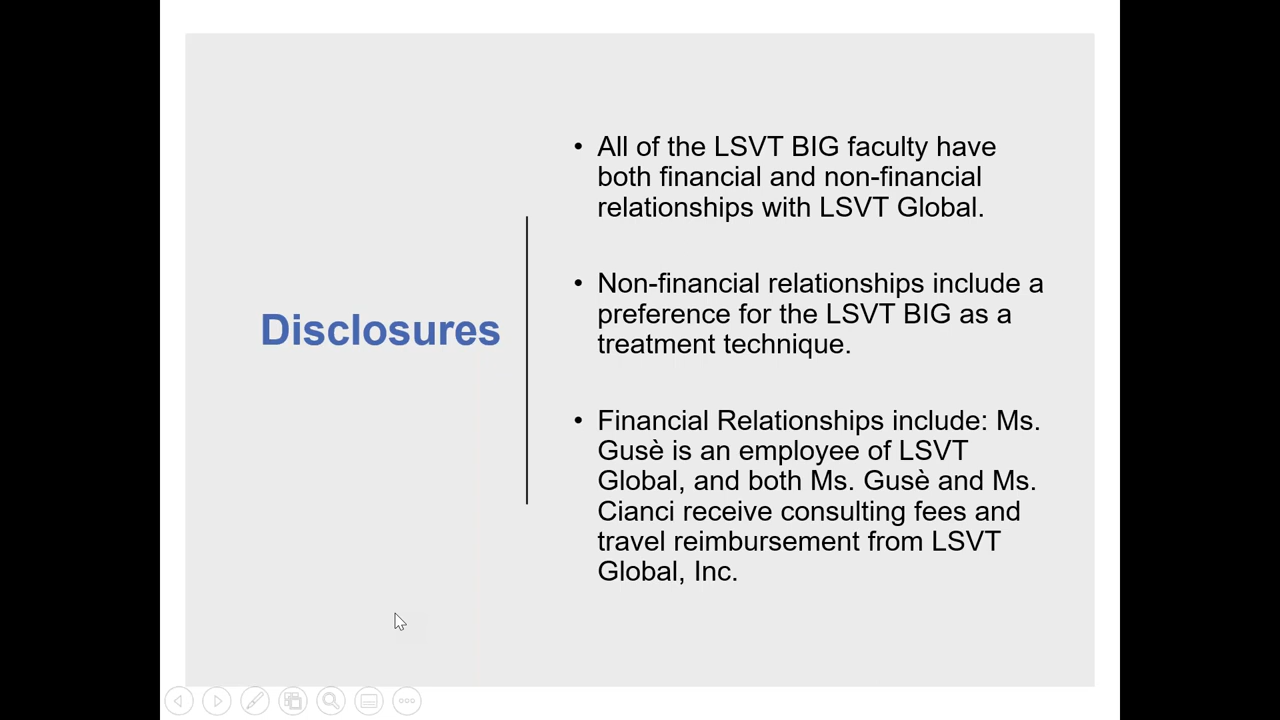 Disclosures
• All of the LSVT BIG faculty have
both financial and non-financial
relationships with LSVT Global.
• Non-financial relationships include a
preference for the LSVT BIG as a
treatment technique.
• Financial Relationships include: Ms.
Gusè is an employee of LSVT
Global, and both Ms. Gusè and Ms.
Cianci receive consulting fees and
travel reimbursement from LSVT
Global, Inc.